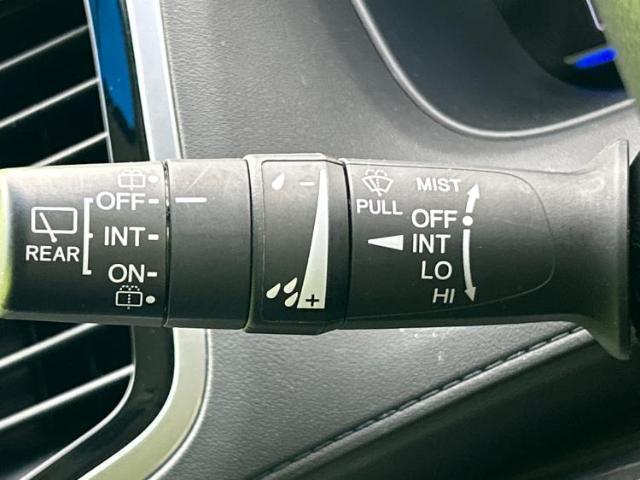 OFF
INT
REAR
ON
− +
PULL
MIST
OFF
INT
LO
HI